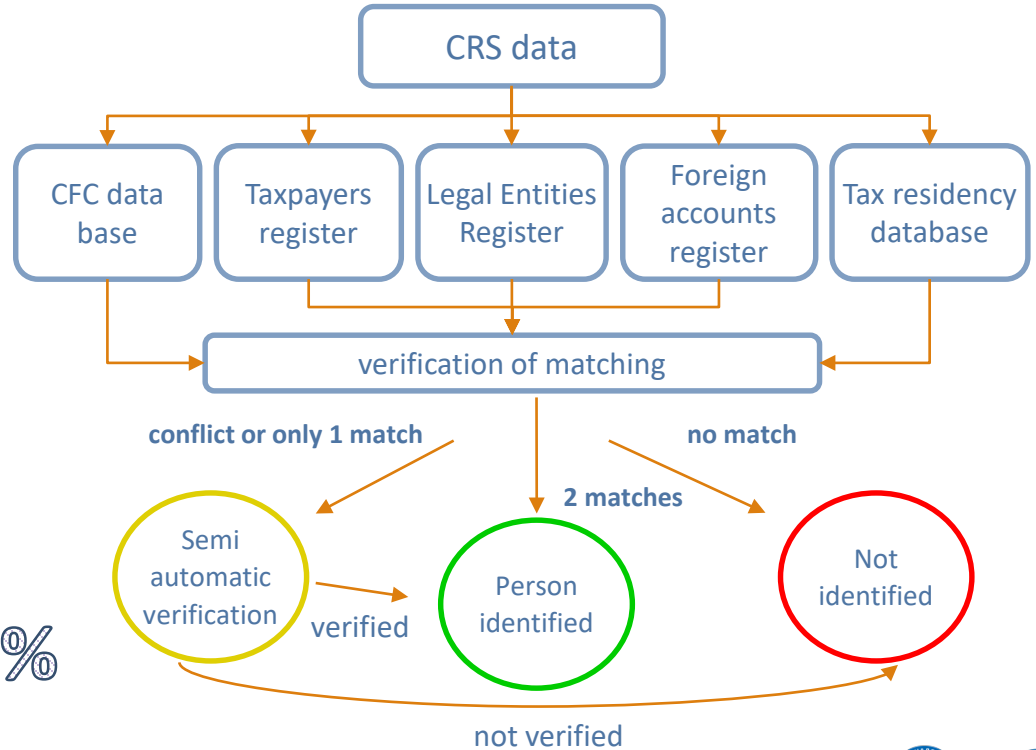 CRS data
CFC data
base
Taxpayers
register
Legal Entities
Register
Foreign
accounts
register
Tax residency
database
verification of matching
conflict or only 1 match
no match
2 matches
Semi
automatic
verification
verified
Person
identified
Not
identified
%
not verified